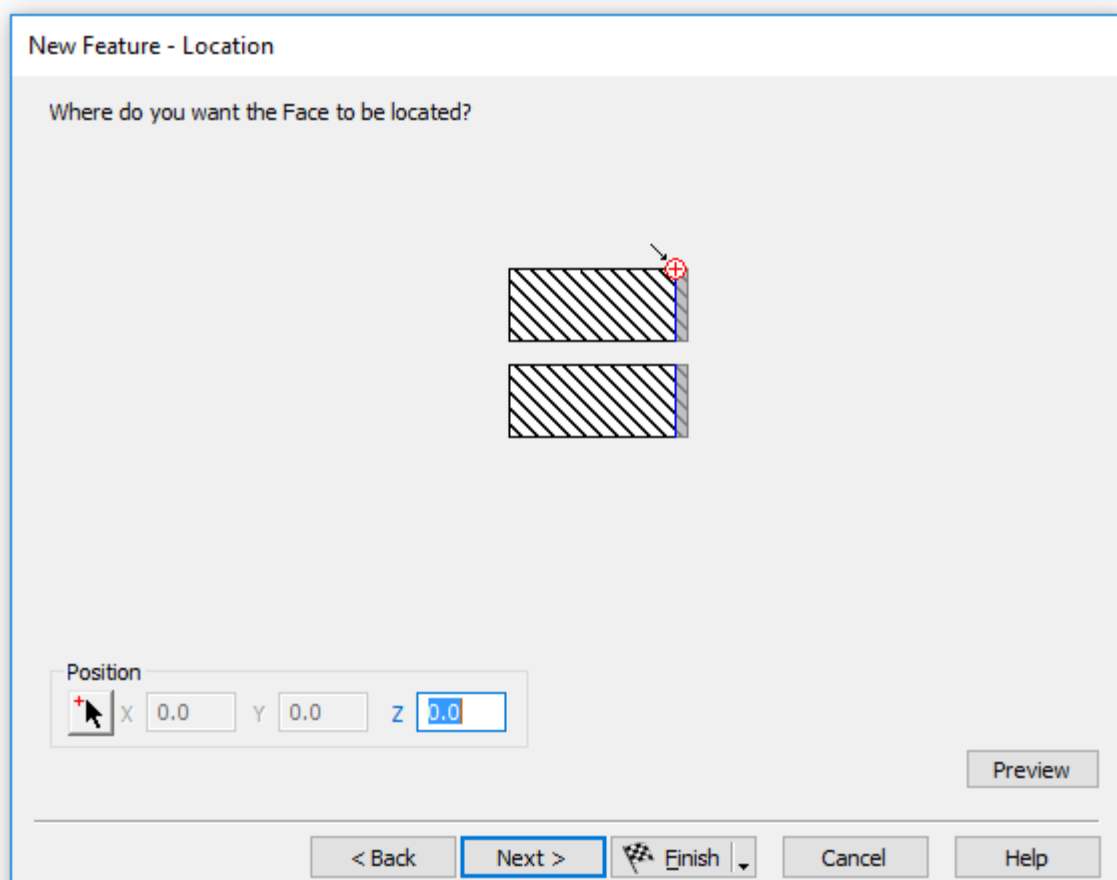 New Feature - Location
Where do you want the Face to be located?
Position
X 0.0 Y 0.0 Z 0.0
Preview
< Back Next > Finish Cancel Help